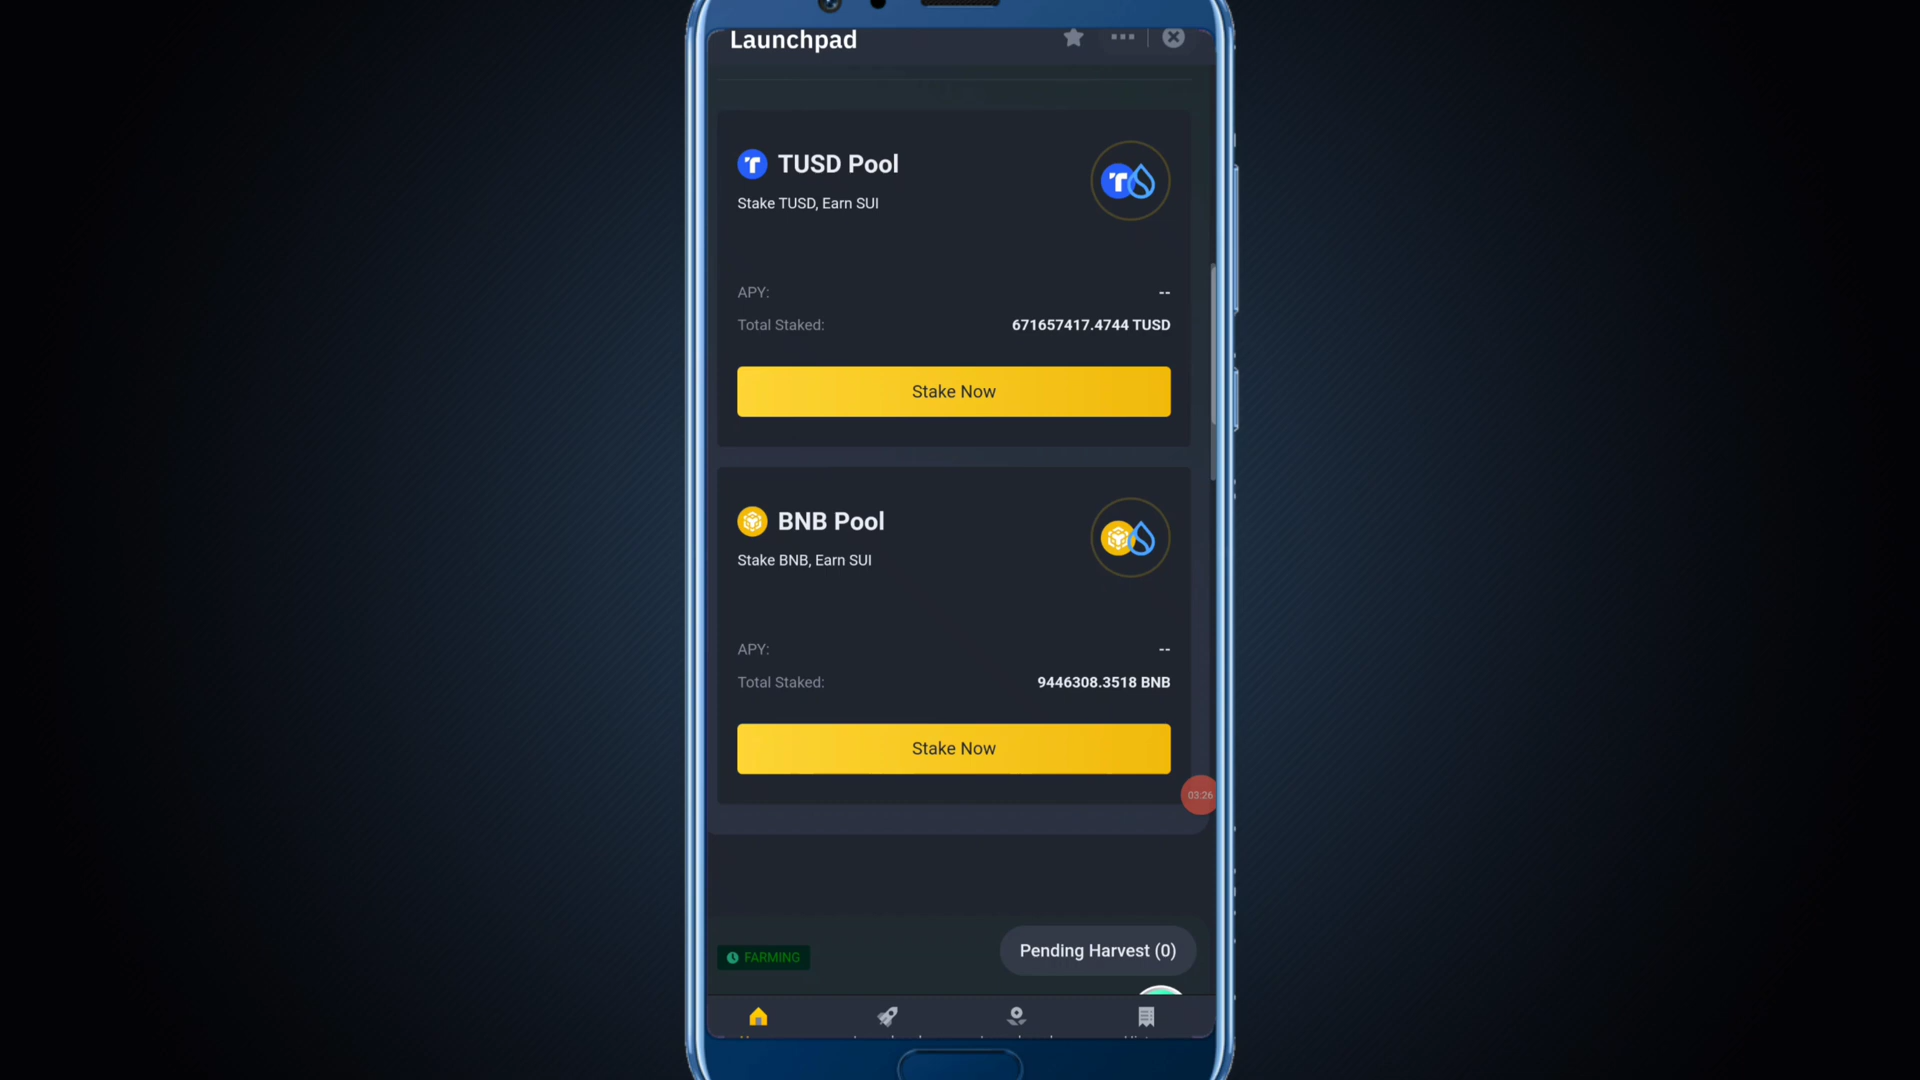 Launchpad
TUSD Pool
Stake TUSD, Earn SUI
APY: --
Total Staked: 671657417.4744 TUSD
Stake Now
BNB Pool
Stake BNB, Earn SUI
APY: --
Total Staked: 9446308.3518 BNB
Stake Now
03:26
Pending Harvest (0)
FARMING